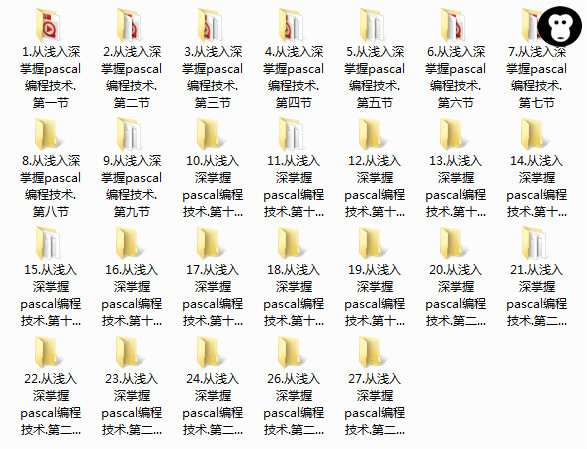 1.从浅入深
掌握pascal
编程技术.
第一节
2.从浅入深
掌握pascal
编程技术.
第二节
3.从浅入深
掌握pascal
编程技术.
第三节
4.从浅入深
掌握pascal
编程技术.
第四节
5.从浅入深
掌握pascal
编程技术.
第五节
6.从浅入深
掌握pascal
编程技术.
第六节
7.从浅入深
掌握pascal
编程技术.
第七节
8.从浅入深
掌握pascal
编程技术.
第八节
9.从浅入深
掌握pascal
编程技术.
第九节
10.从浅入
深掌握
pascal编程
技术.第十...
11.从浅入
深掌握
pascal编程
技术.第十...
12.从浅入
深掌握
pascal编程
技术.第十...
13.从浅入
深掌握
pascal编程
技术.第十...
14.从浅入
深掌握
pascal编程
技术.第十...
15.从浅入
深掌握
pascal编程
技术.第十...
16.从浅入
深掌握
pascal编程
技术.第十...
17.从浅入
深掌握
pascal编程
技术.第十...
18.从浅入
深掌握
pascal编程
技术.第十...
19.从浅入
深掌握
pascal编程
技术.第十...
20.从浅入
深掌握
pascal编程
技术.第二...
21.从浅入
深掌握
pascal编程
技术.第二...
22.从浅入
深掌握
pascal编程
技术.第二...
23.从浅入
深掌握
pascal编程
技术.第二...
24.从浅入
深掌握
pascal编程
技术.第二...
26.从浅入
深掌握
pascal编程
技术.第二...
27.从浅入
深掌握
pascal编程
技术.第二...